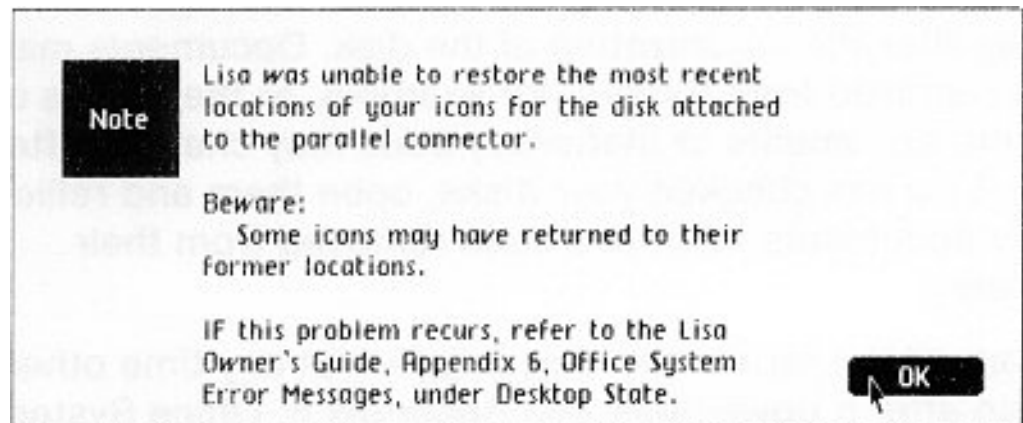 Note
Lisa was unable to restore the most recent
locations of your icons for the disk attached
to the parallel connector.
Beware:
Some icons may have returned to their
former locations.
If this problem recurs, refer to the Lisa
Owner's Guide, Appendix 6, Office System
Error Messages, under Desktop State.
OK